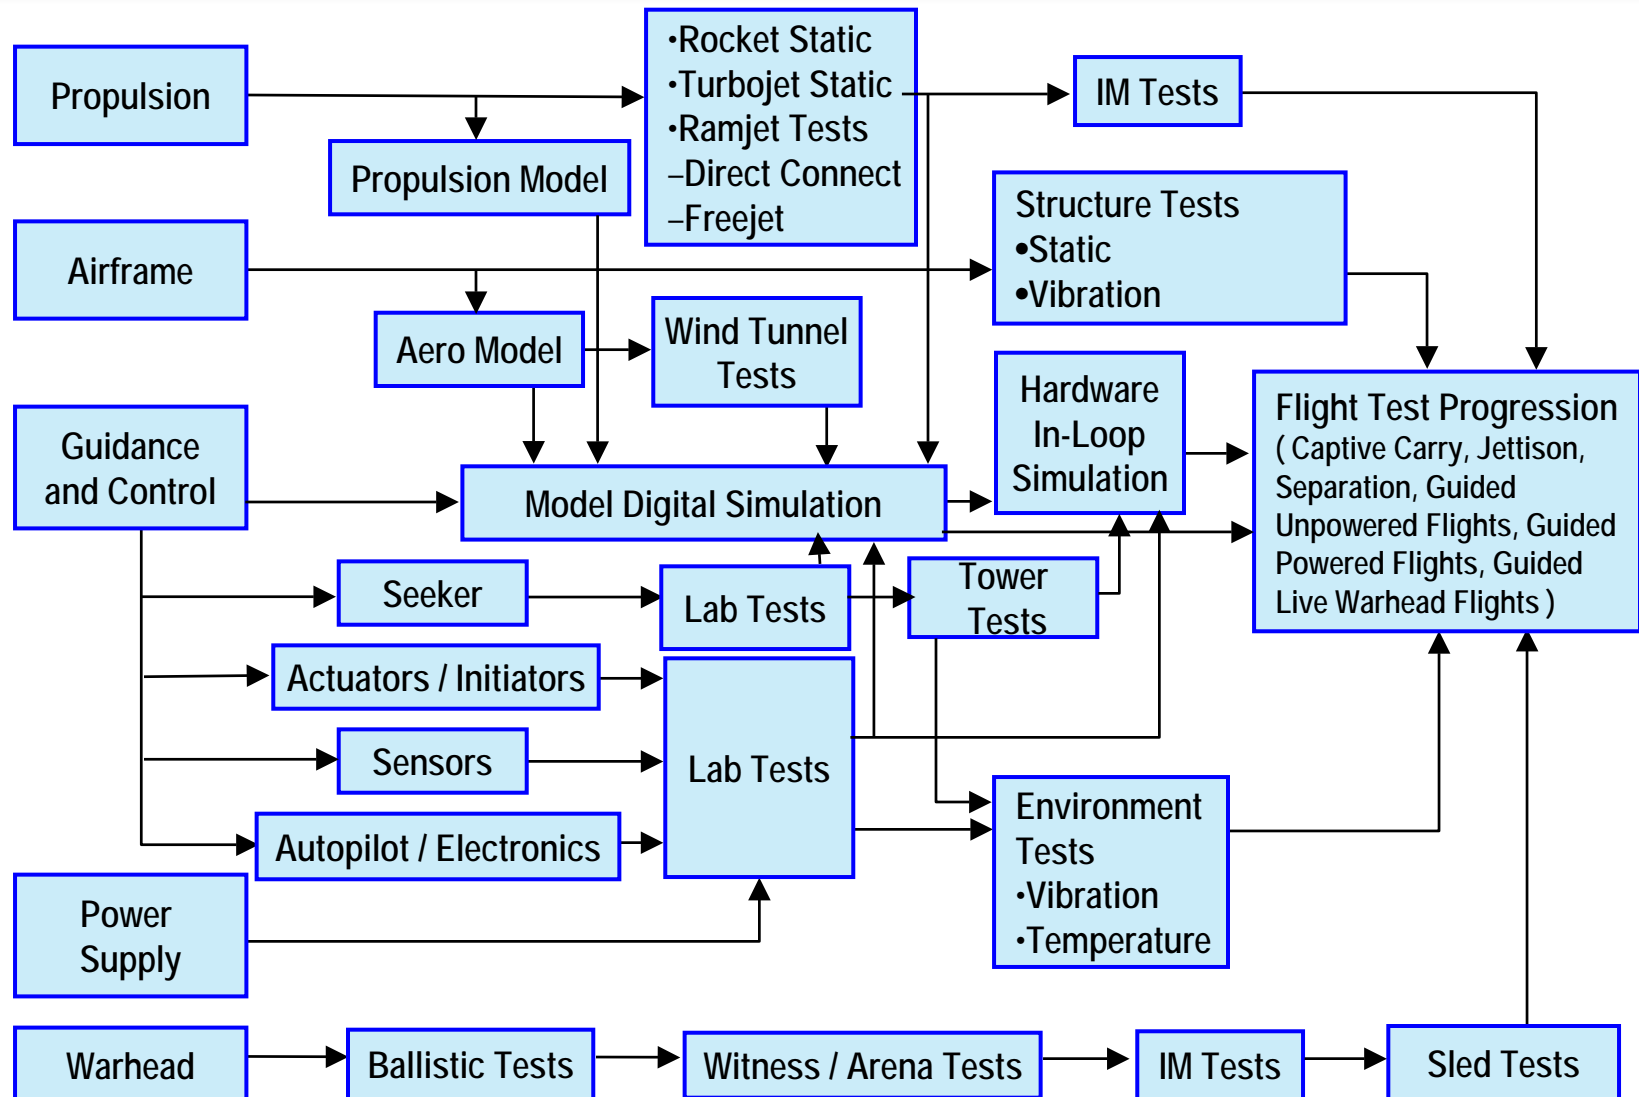 Propulsion
•Rocket Static
•Turbojet Static
•Ramjet Tests
–Direct Connect
–Freejet
IM Tests
Propulsion Model
Structure Tests
•Static
•Vibration
Airframe
Aero Model
Wind Tunnel
Tests
Hardware
In-Loop
Simulation
Flight Test Progression
( Captive Carry, Jettison,
Separation, Guided
Unpowered Flights, Guided
Powered Flights, Guided
Live Warhead Flights )
Guidance
and Control
Model Digital Simulation
Seeker
Lab Tests
Tower
Tests
Actuators / Initiators
Sensors
Lab Tests
Autopilot / Electronics
Environment
Tests
•Vibration
•Temperature
Power
Supply
Warhead
Ballistic Tests
Witness / Arena Tests
IM Tests
Sled Tests